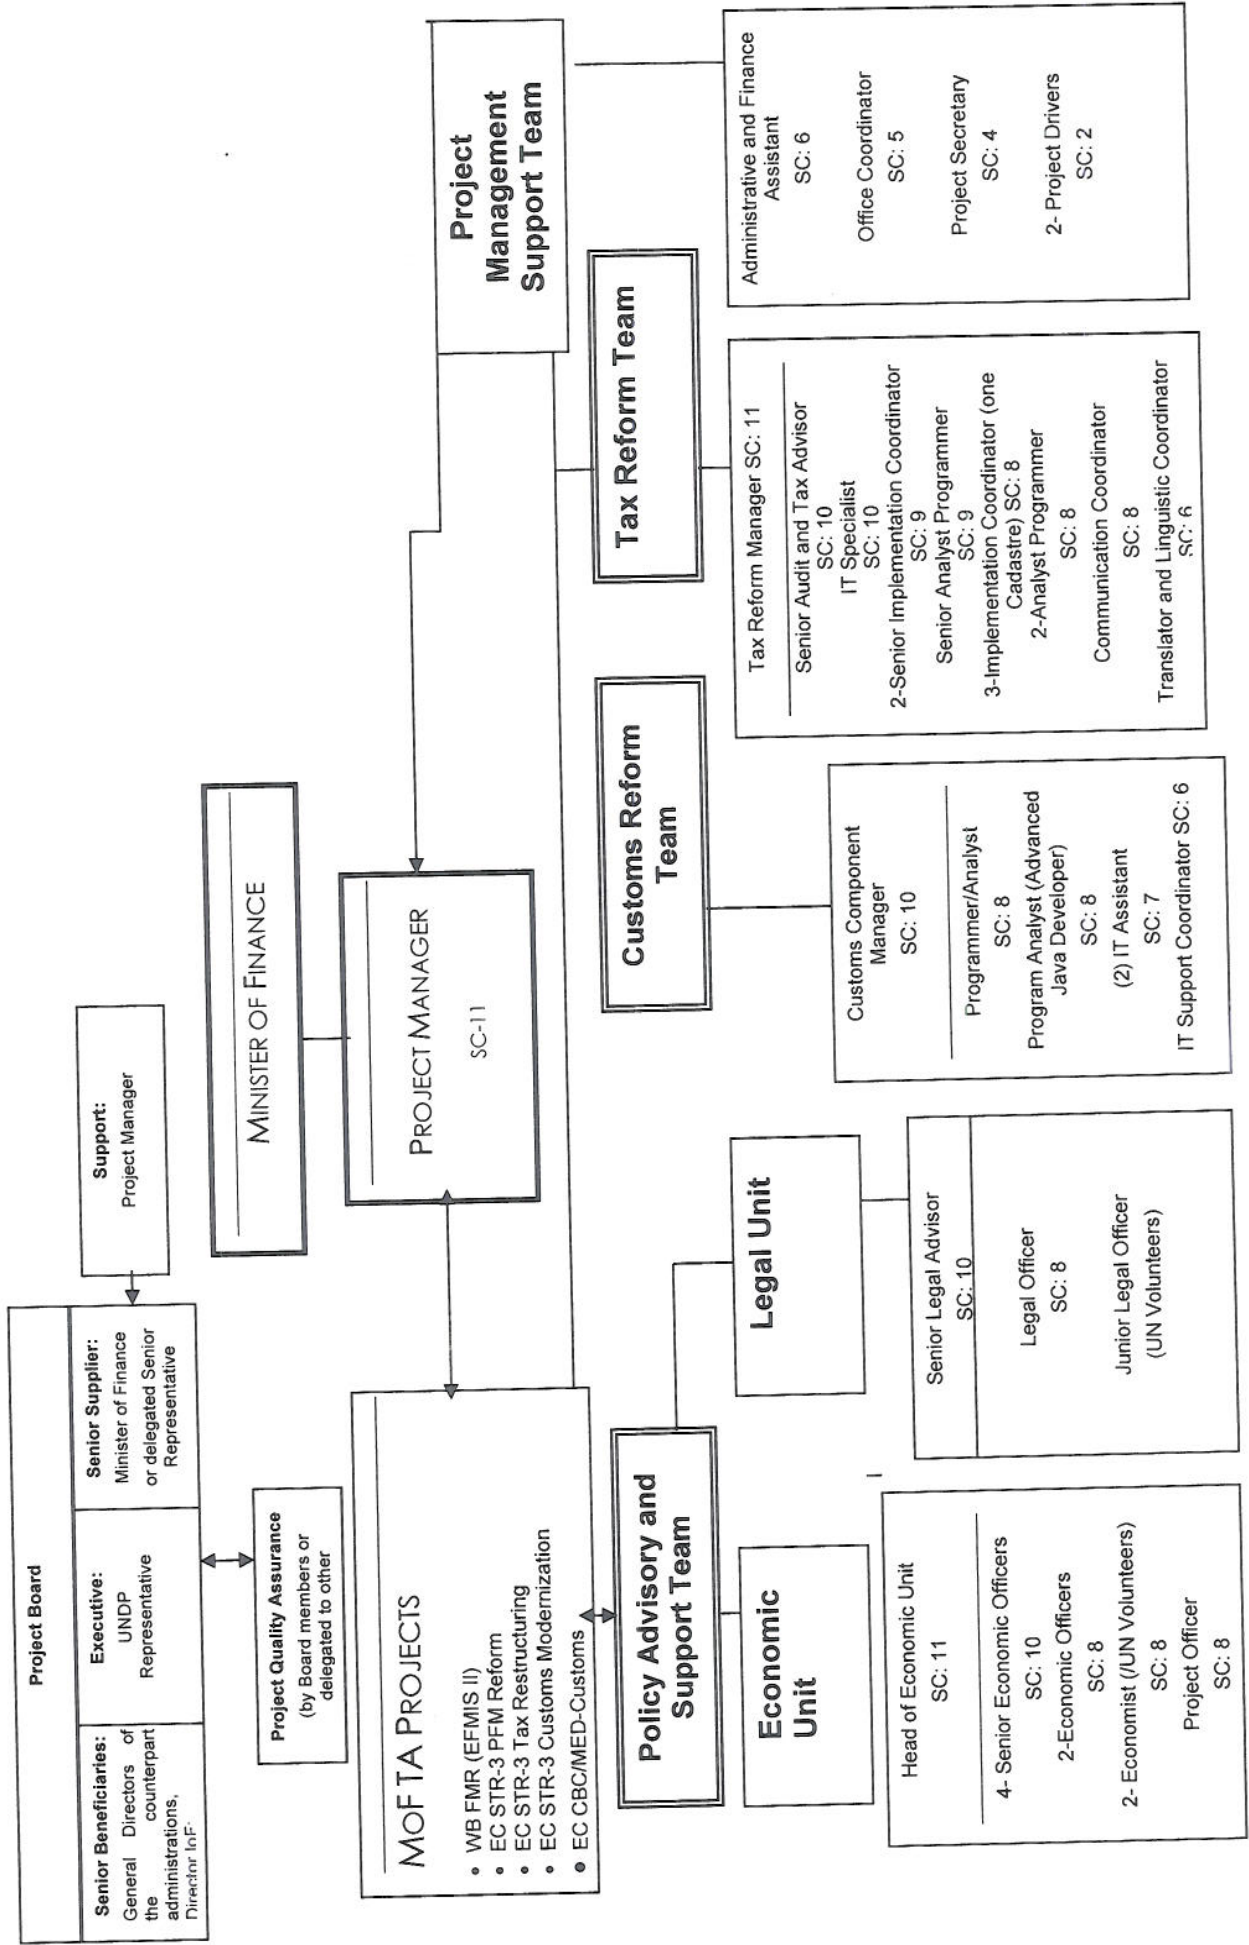 Project Board
Senior Beneficiaries:
General Directors of
the counterpart
administrations,
Executive:
UNDP
Representative
Senior Supplier:
Minister of Finance
or delegated Senior
Representative
Support:
Project Manager
Project Quality Assurance
(by Board members or
delegated to other
MINISTER OF FINANCE
PROJECT MANAGER
SC-11
MOF TA PROJECTS
• WB FMR (EFMIS II)
• EC STR-3 PFM Reform
• EC STR-3 Tax Restructuring
• EC STR-3 Customs Modernization
• EC CBC/MED-Customs
Project
Management
Support Team
Policy Advisory and
Support Team
Customs Reform
Team
Tax Reform Team
Economic
Unit
Legal Unit
Head of Economic Unit
SC: 11
4- Senior Economic Officers
SC: 10
2-Economic Officers
SC: 8
2- Economist (/UN Volunteers)
SC: 8
Project Officer
SC: 8
Senior Legal Advisor
SC: 10
Legal Officer
SC: 8
Junior Legal Officer
(UN Volunteers)
Customs Component
Manager
SC: 10
Programmer/Analyst
SC: 8
Program Analyst (Advanced
Java Developer)
SC: 8
(2) IT Assistant
SC: 7
IT Support Coordinator SC: 6
Tax Reform Manager SC: 11
Senior Audit and Tax Advisor
SC: 10
IT Specialist
SC: 10
2-Senior Implementation Coordinator
SC: 9
Senior Analyst Programmer
SC: 9
3-Implementation Coordinator (one
Cadastre) SC: 8
2-Analyst Programmer
SC: 8
Communication Coordinator
SC: 8
Translator and Linguistic Coordinator
SC: 6
Administrative and Finance
Assistant
SC: 6
Office Coordinator
SC: 5
Project Secretary
SC: 4
2- Project Drivers
SC: 2